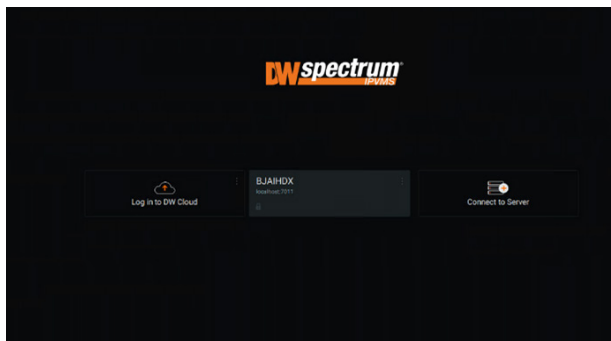 DW spectrum
IPVMS
Log in to DW Cloud
BJAIHDX
localhost:7011
Connect to Server